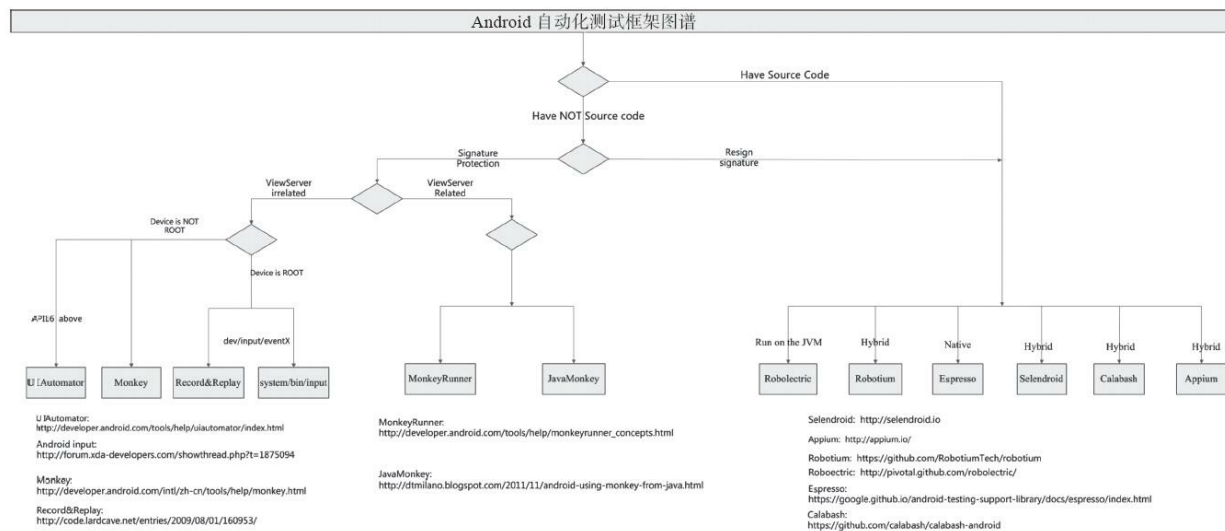 Android 自动化测试框架图谱
Have Source Code
Have NOT Source code
Signature
Protection
Resign
signature
ViewServer
irrelated
ViewServer
Related
Device is NOT
ROOT
Device is ROOT
API16 above
dev/input/eventX
Run on the JVM
Hybrid
Native
Hybrid
Hybrid
Hybrid
UIAutomator
Monkey
Record&Replay
system/bin/input
MonkeyRunner
JavaMonkey
Robolectric
Robotium
Espresso
Selendroid
Calabash
Appium
UIAutomator:
http://developer.android.com/tools/help/uiautomator/index.html
Android input:
http://forum.xda-developers.com/showthread.php?t=1875094
Monkey:
http://developer.android.com/intl/zh-cn/tools/help/monkey.html
Record&Replay:
http://code.lardcave.net/entries/2009/08/01/160953/
MonkeyRunner:
http://developer.android.com/tools/help/monkeyrunner_concepts.html
JavaMonkey:
http://dtmilano.blogspot.com/2011/11/android-using-monkey-from-java.html
Selendroid: http://selendroid.io
Appium: http://appium.io/
Robotium: https://github.com/RobotiumTech/robotium
Roboectric: http://pivotal.github.com/robolectric/
Espresso:
https://google.github.io/android-testing-support-library/docs/espresso/index.html
Calabash:
https://github.com/calabash/calabash-android